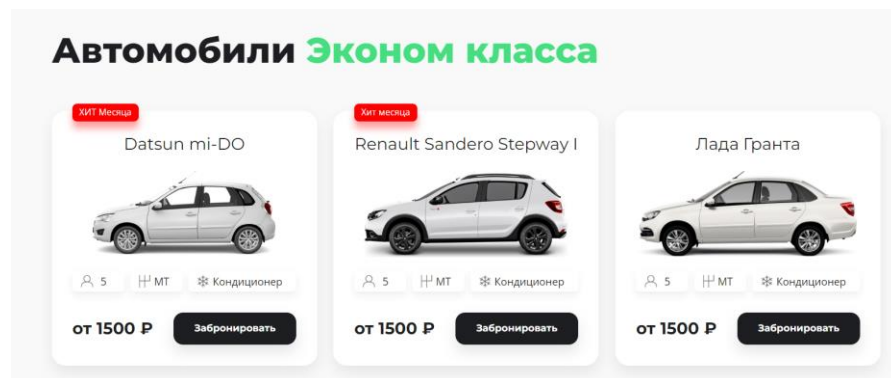 Автомобили Эконом класса
ХИТ Месяца
Datsun mi-DO
5 МТ Кондиционер
от 1500 ₽ Забронировать
Хит месяца
Renault Sandero Stepway I
5 МТ Кондиционер
от 1500 ₽ Забронировать
Лада Гранта
5 МТ Кондиционер
от 1500 ₽ Забронировать